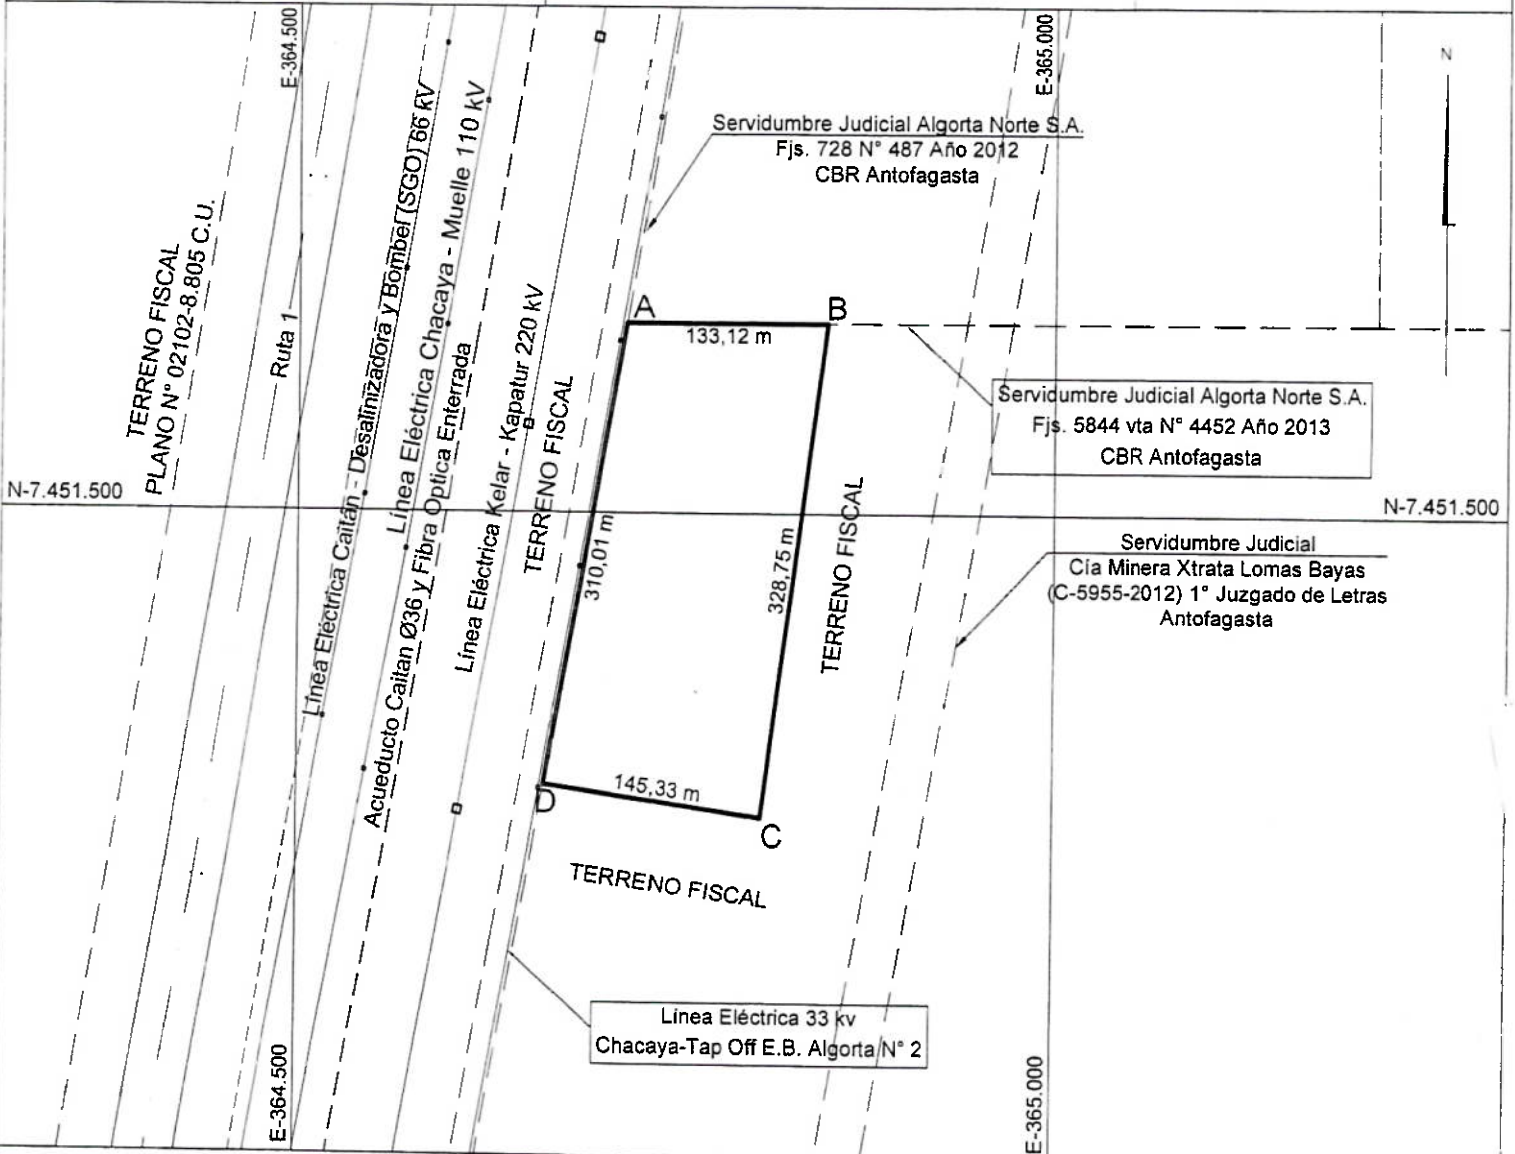 E-364.500
E-365.000
N
Servidumbre Judicial Algorta Norte S.A.
Fjs. 728 N° 487 Año 2012
CBR Antofagasta
TERRENO FISCAL
PLANO N° 02102-8.805 C.U.
Ruta 1
Línea Eléctrica Caitan - Desalinizadora y Bombel (SGO) 66 kV
Línea Eléctrica Chacaya - Muelle 110 kV
Acueducto Caitan Ø36 y Fibra Optica Enterrada
Línea Eléctrica Kelar - Kapatur 220 kV
TERRENO FISCAL
A
B
133,12 m
Servidumbre Judicial Algorta Norte S.A.
Fjs. 5844 vta N° 4452 Año 2013
CBR Antofagasta
N-7.451.500
N-7.451.500
310,01 m
328,75 m
TERRENO FISCAL
Servidumbre Judicial
Cía Minera Xtrata Lomas Bayas
(C-5955-2012) 1° Juzgado de Letras
Antofagasta
145,33 m
D
C
TERRENO FISCAL
Línea Eléctrica 33 kv
Chacaya-Tap Off E.B. Algorta N° 2
E-364.500
E-365.000